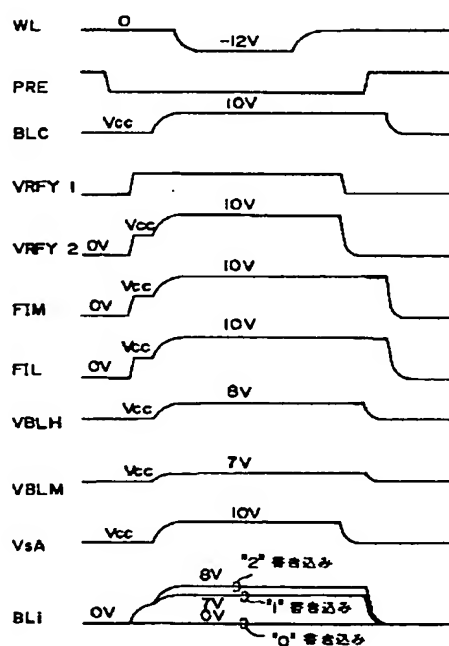 WL
0
-12V
PRE
10V
BLC
Vcc
VRFY 1
10V
VRFY 2
0V
Vcc
10V
FIM
0V
Vcc
10V
FIL
0V
Vcc
8V
VBLH
Vcc
7V
VBLM
Vcc
10V
VSA
Vcc
8V
"2" 書き込み
BLi
0V
7V
"1" 書き込み
0V
"0" 書き込み